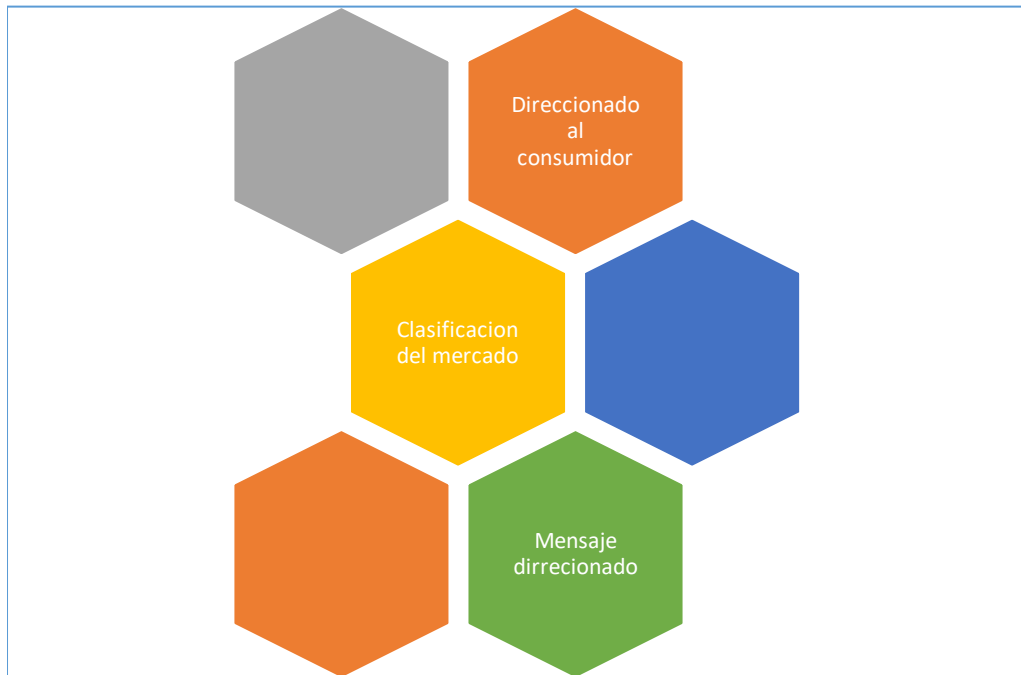 Direccionado
al
consumidor
Clasificacion
del mercado
Mensaje
dirrecionado